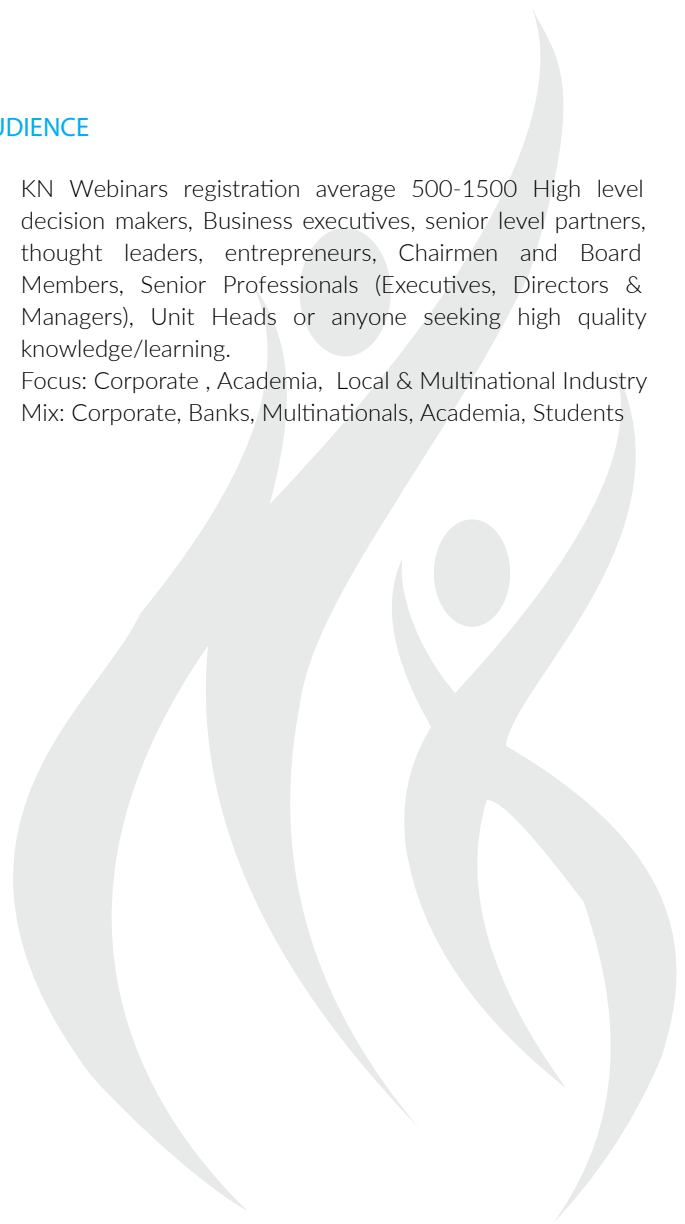 UDIENCE
KN Webinars registration average 500-1500 High level
decision makers, Business executives, senior level partners,
thought leaders, entrepreneurs, Chairmen and Board
Members, Senior Professionals (Executives, Directors &
Managers), Unit Heads or anyone seeking high quality
knowledge/learning.
Focus: Corporate , Academia,  Local & Multinational Industry
Mix: Corporate, Banks, Multinationals, Academia, Students